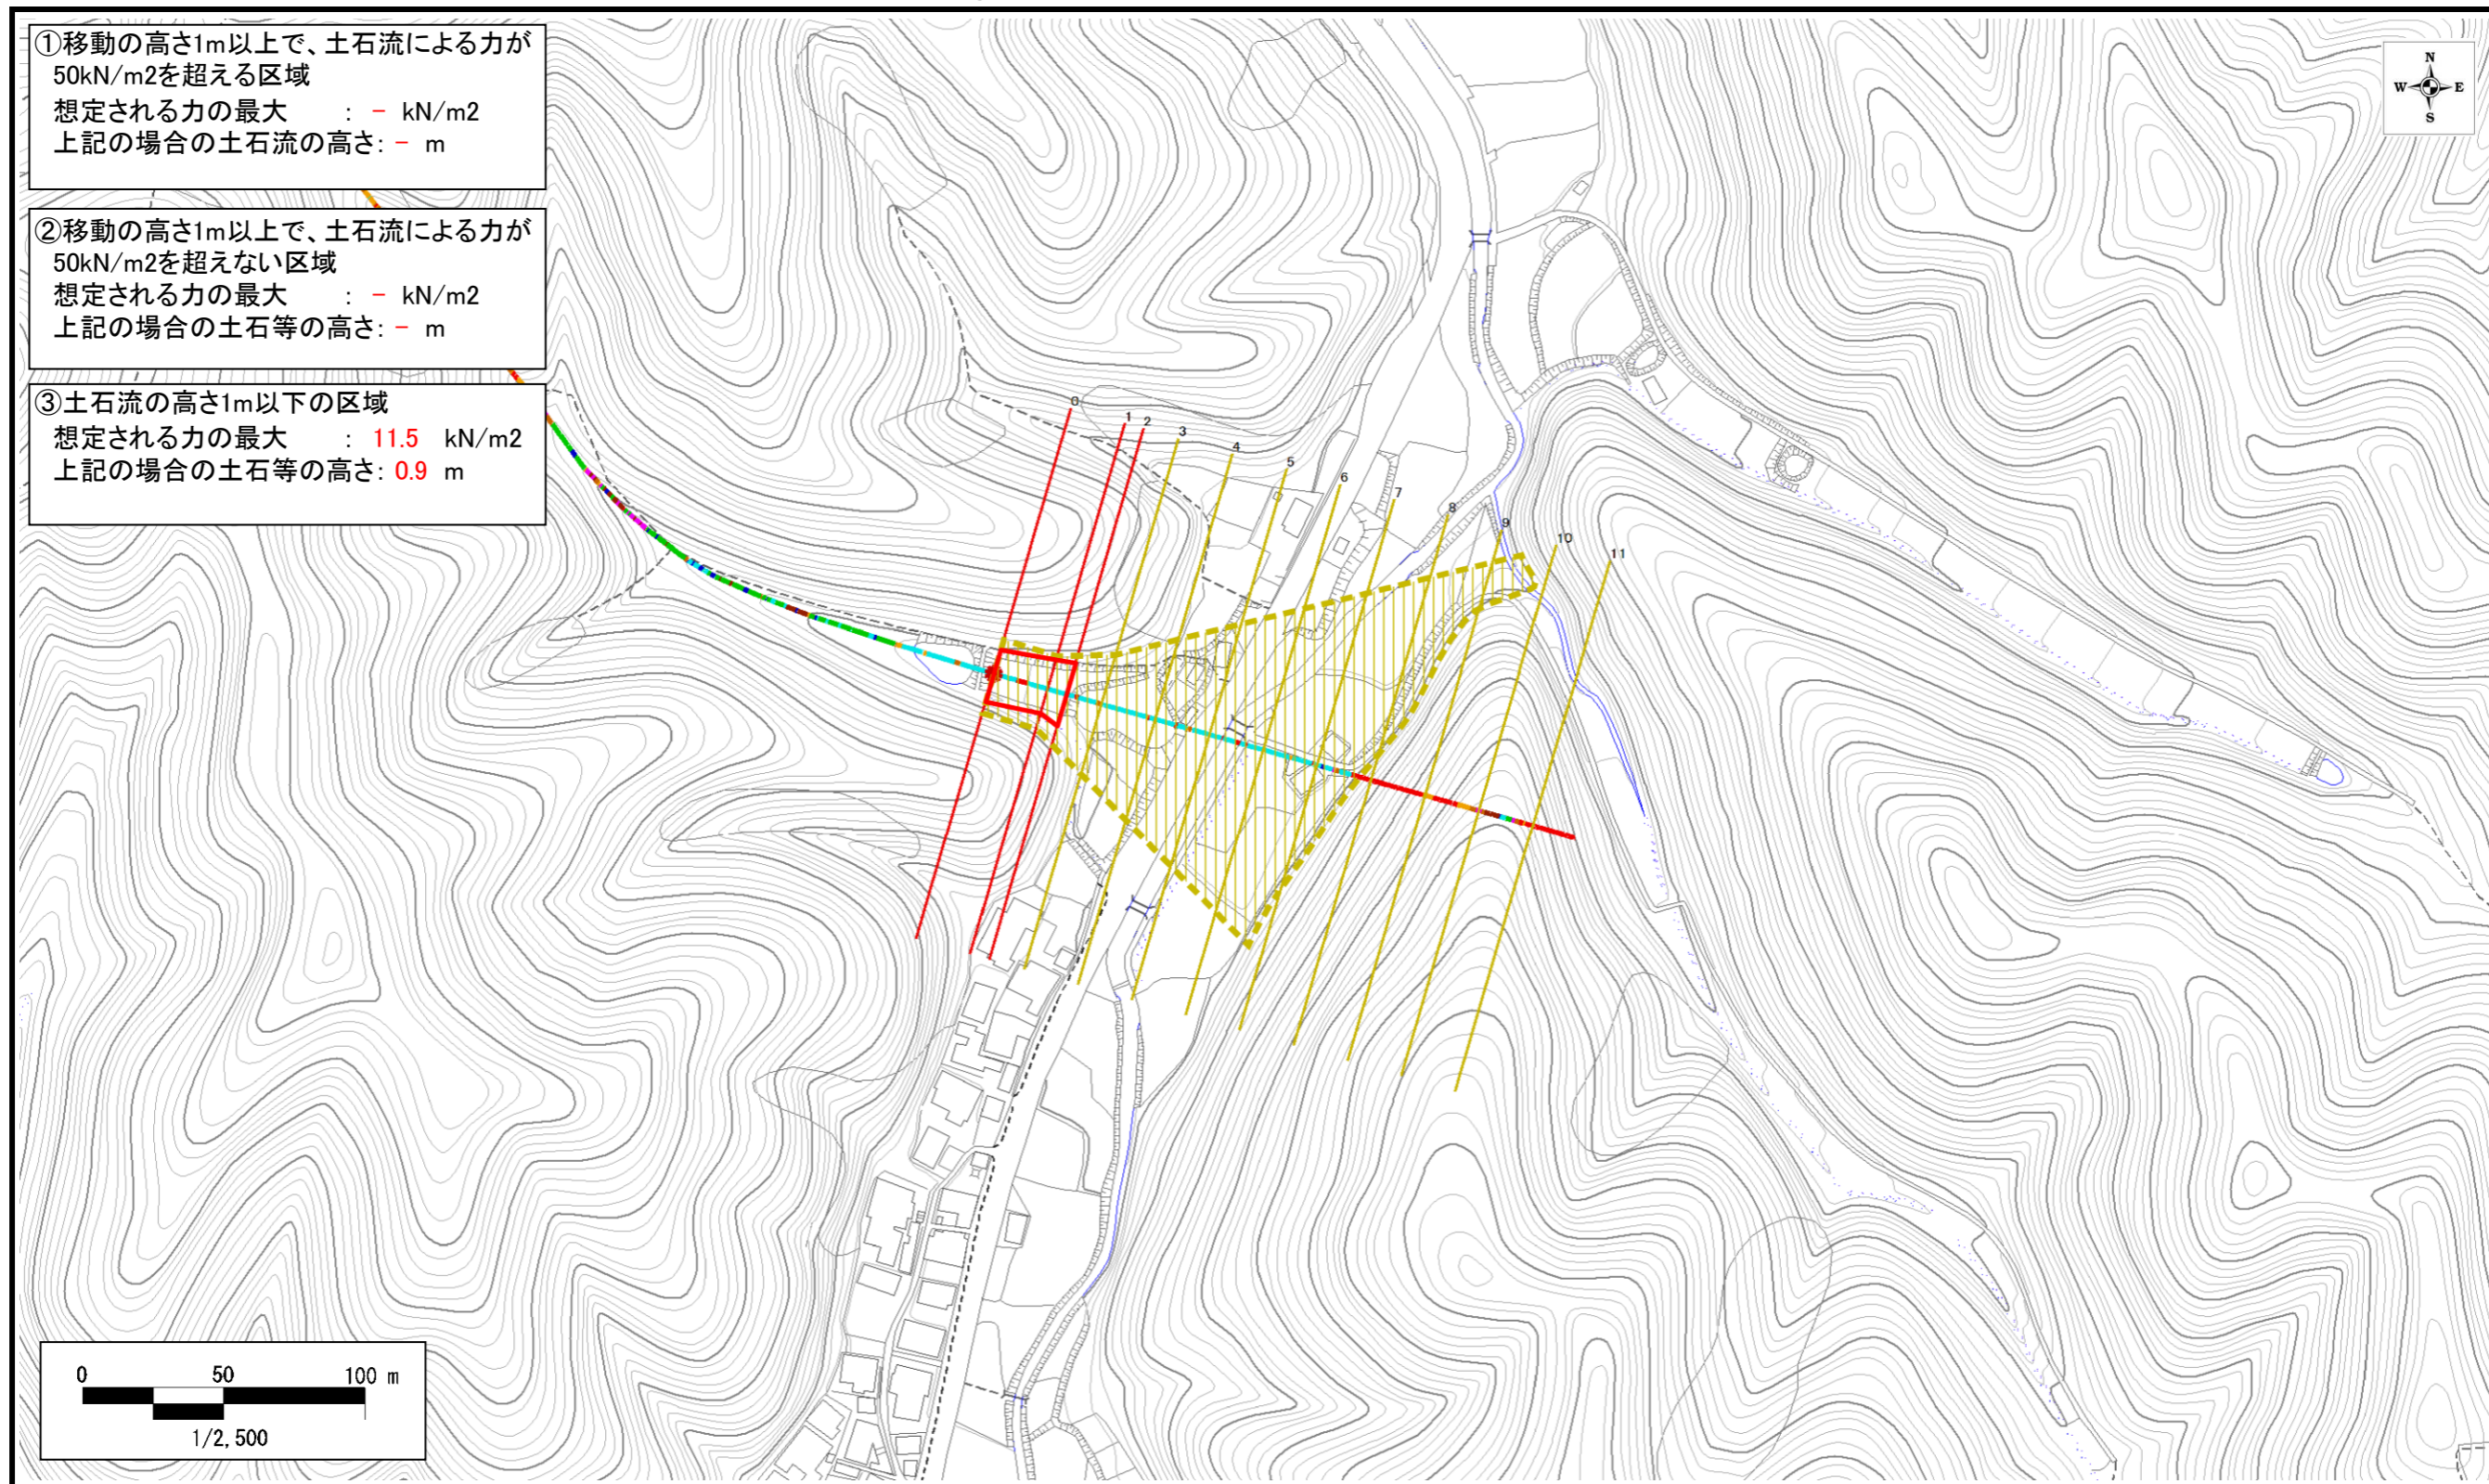 ①移動の高さ1m以上で、土石流による力が
50kN/m2を超える区域
想定される力の最大 : - kN/m2
上記の場合の土石流の高さ: - m
②移動の高さ1m以上で、土石流による力が
50kN/m2を超えない区域
想定される力の最大 : - kN/m2
上記の場合の土石等の高さ: - m
③土石流の高さ1m以下の区域
想定される力の最大 : 11.5 kN/m2
上記の場合の土石等の高さ: 0.9 m
N
W E
S
0
1
2
3
4
5
6
7
8
9
10
11
0 50 100 m
1/2,500